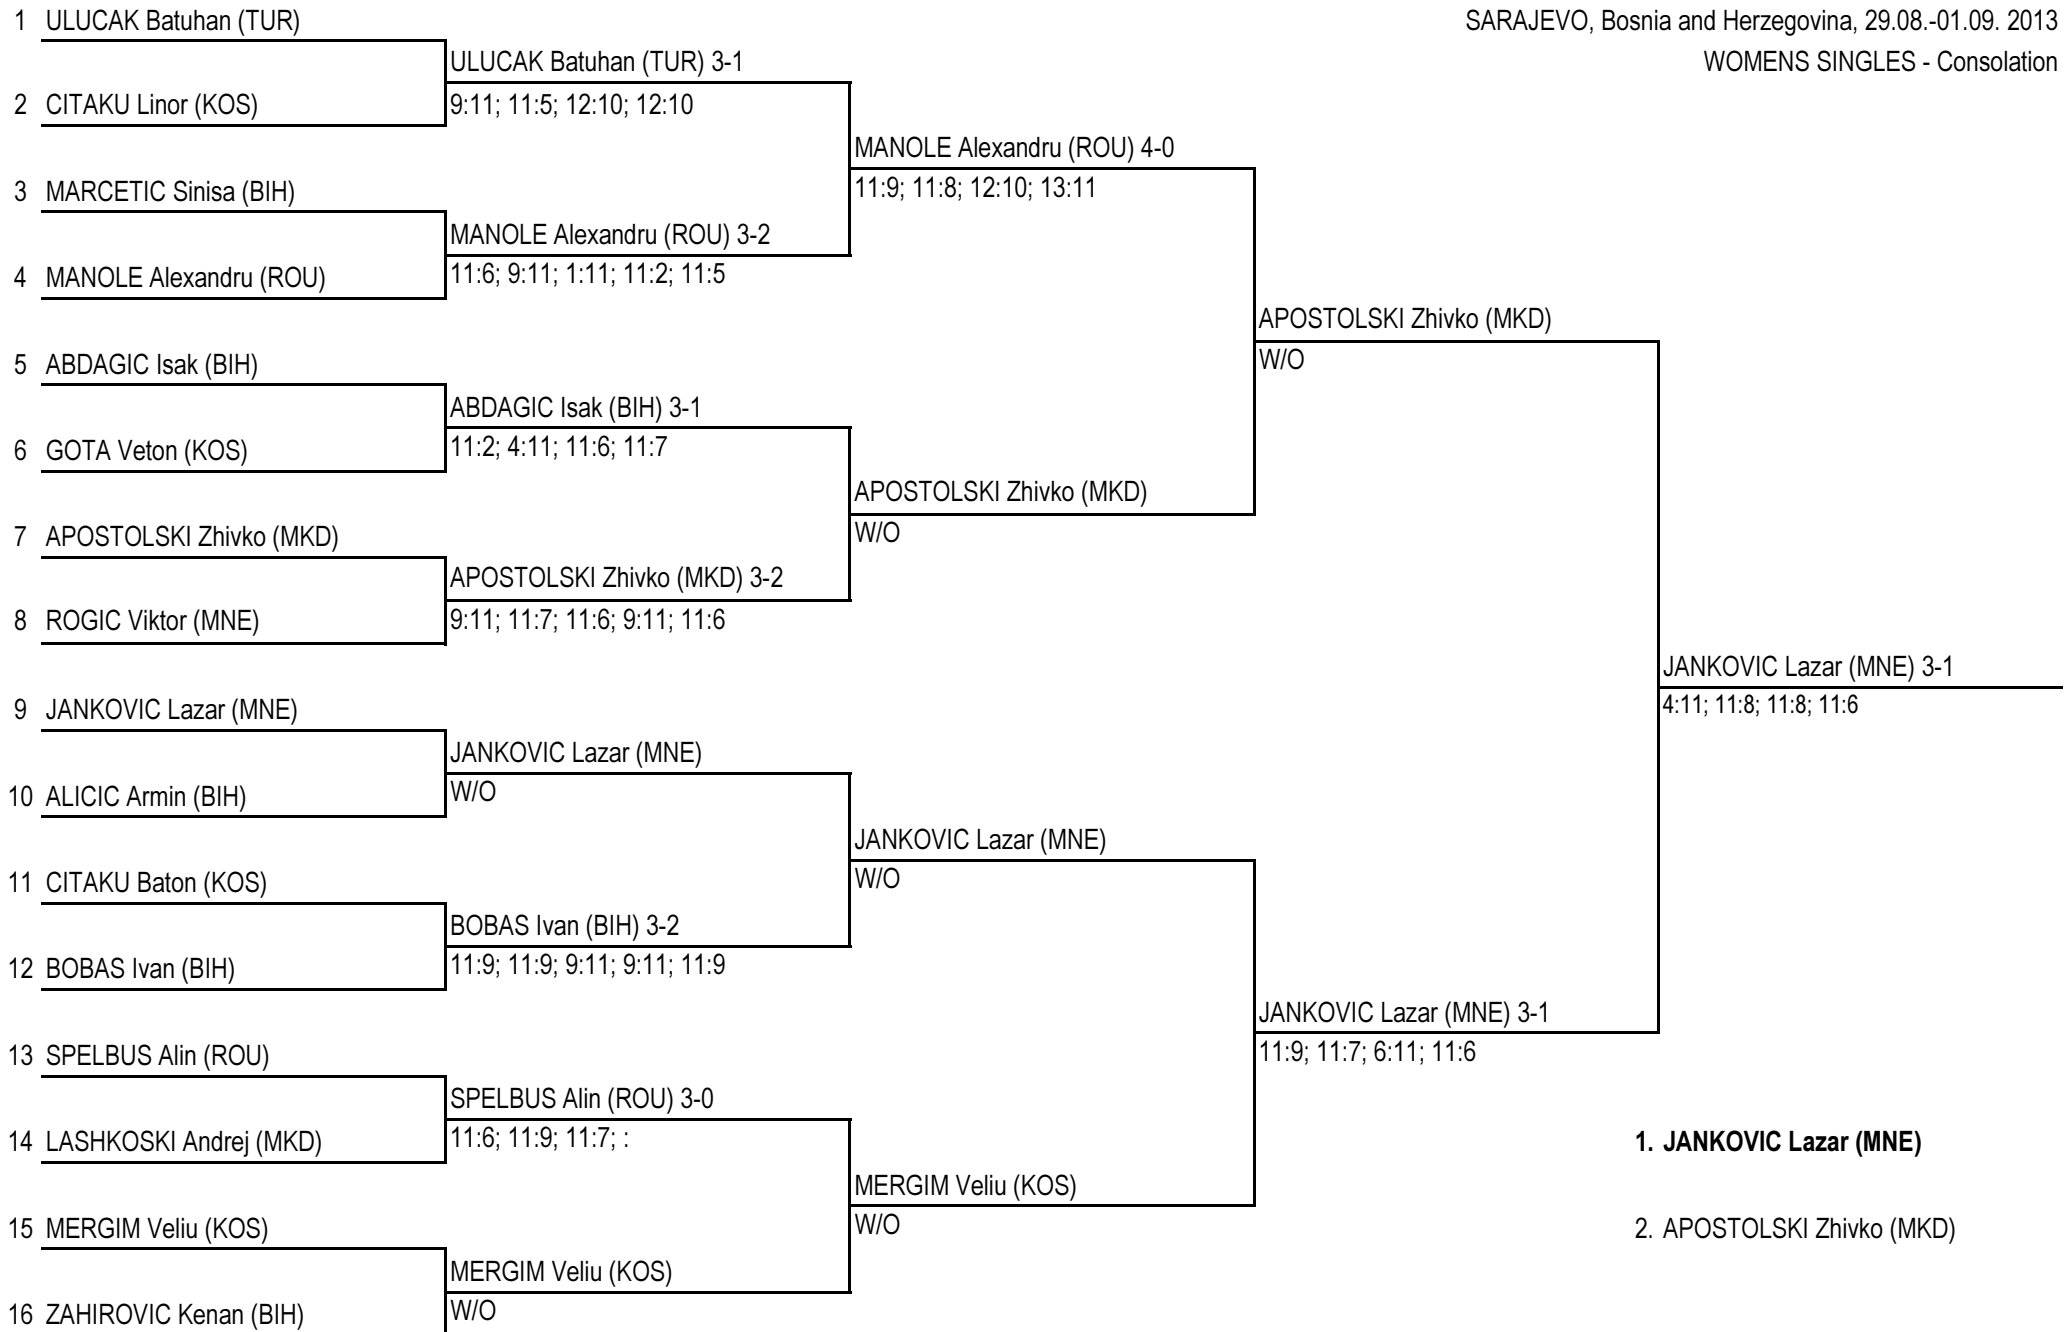 SARAJEVO, Bosnia and Herzegovina, 29.08.-01.09. 2013
WOMENS SINGLES - Consolation
1 ULUCAK Batuhan (TUR)
2 CITAKU Linor (KOS)
3 MARCETIC Sinisa (BIH)
4 MANOLE Alexandru (ROU)
5 ABDAGIC Isak (BIH)
6 GOTA Veton (KOS)
7 APOSTOLSKI Zhivko (MKD)
8 ROGIC Viktor (MNE)
9 JANKOVIC Lazar (MNE)
10 ALICIC Armin (BIH)
11 CITAKU Baton (KOS)
12 BOBAS Ivan (BIH)
13 SPELBUS Alin (ROU)
14 LASHKOSKI Andrej (MKD)
15 MERGIM Veliu (KOS)
16 ZAHIROVIC Kenan (BIH)
ULUCAK Batuhan (TUR) 3-1
9:11; 11:5; 12:10; 12:10
MANOLE Alexandru (ROU) 3-2
11:6; 9:11; 1:11; 11:2; 11:5
ABDAGIC Isak (BIH) 3-1
11:2; 4:11; 11:6; 11:7
APOSTOLSKI Zhivko (MKD) 3-2
9:11; 11:7; 11:6; 9:11; 11:6
JANKOVIC Lazar (MNE)
W/O
BOBAS Ivan (BIH) 3-2
11:9; 11:9; 9:11; 9:11; 11:9
SPELBUS Alin (ROU) 3-0
11:6; 11:9; 11:7; :
MERGIM Veliu (KOS)
W/O
MANOLE Alexandru (ROU) 4-0
11:9; 11:8; 12:10; 13:11
APOSTOLSKI Zhivko (MKD)
W/O
JANKOVIC Lazar (MNE)
W/O
MERGIM Veliu (KOS)
W/O
APOSTOLSKI Zhivko (MKD)
W/O
JANKOVIC Lazar (MNE) 3-1
11:9; 11:7; 6:11; 11:6
JANKOVIC Lazar (MNE) 3-1
4:11; 11:8; 11:8; 11:6
1. JANKOVIC Lazar (MNE)
2. APOSTOLSKI Zhivko (MKD)